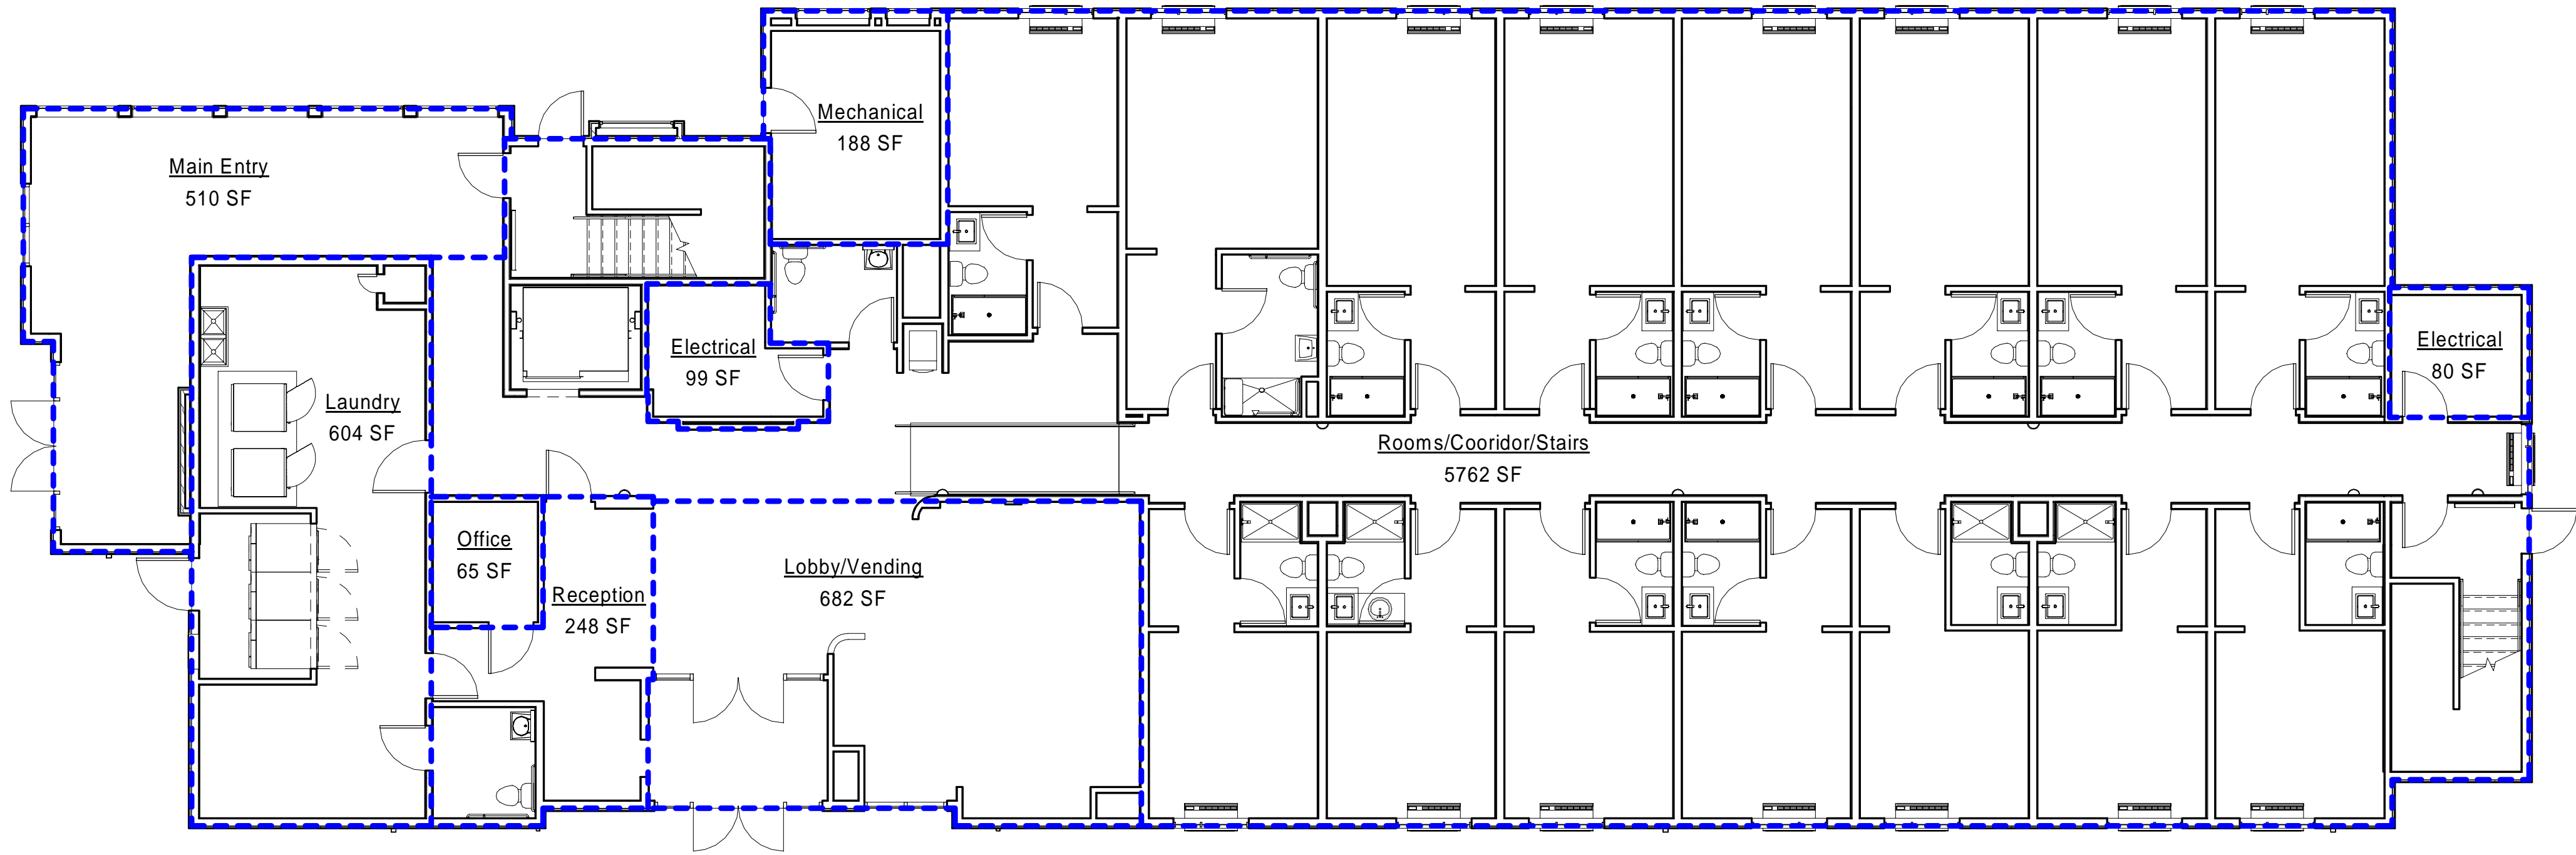 Mechanical
188 SF
Main Entry
510 SF
Electrical
99 SF
Electrical
80 SF
Laundry
604 SF
Rooms/Cooridor/Stairs
5762 SF
Office
65 SF
Reception
248 SF
Lobby/Vending
682 SF